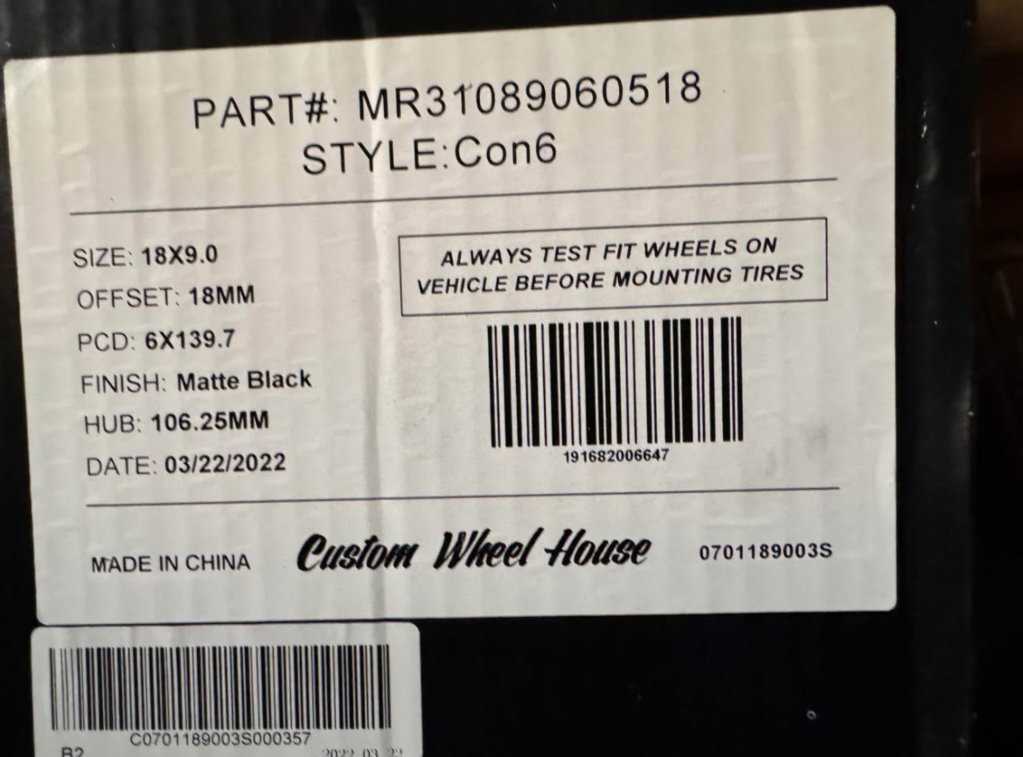 PART#: MR31089060518
STYLE:Con6
SIZE: 18X9.0
OFFSET: 18MM
PCD: 6X139.7
FINISH: Matte Black
HUB: 106.25MM
DATE: 03/22/2022
ALWAYS TEST FIT WHEELS ON
VEHICLE BEFORE MOUNTING TIRES
191682006647
MADE IN CHINA
Custom Wheel House
0701189003S
C0701189003S000357
B2